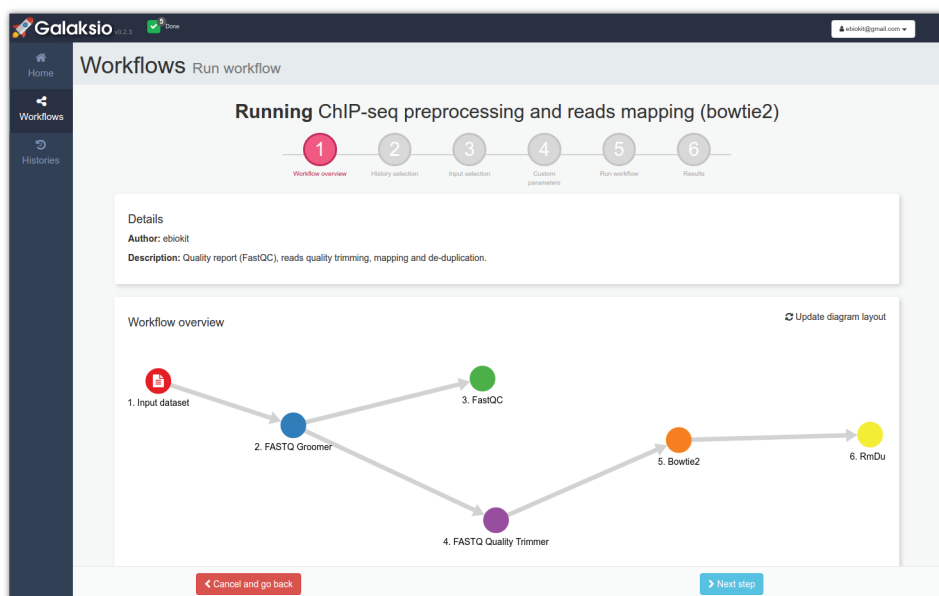 Galaksio v0.2.3
5
Done
ebiokit@gmail.com
Home
Workflows
Histories
Workflows Run workflow
Running ChIP-seq preprocessing and reads mapping (bowtie2)
1 2 3 4 5 6
Workflow overview History selection Input selection Custom parameters Run workflow Results
Details
Author: ebiokit
Description: Quality report (FastQC), reads quality trimming, mapping and de-duplication.
Workflow overview
Update diagram layout
1. Input dataset
3. FastQC
2. FASTQ Groomer
5. Bowtie2
6. RmDu
4. FASTQ Quality Trimmer
Cancel and go back
Next step